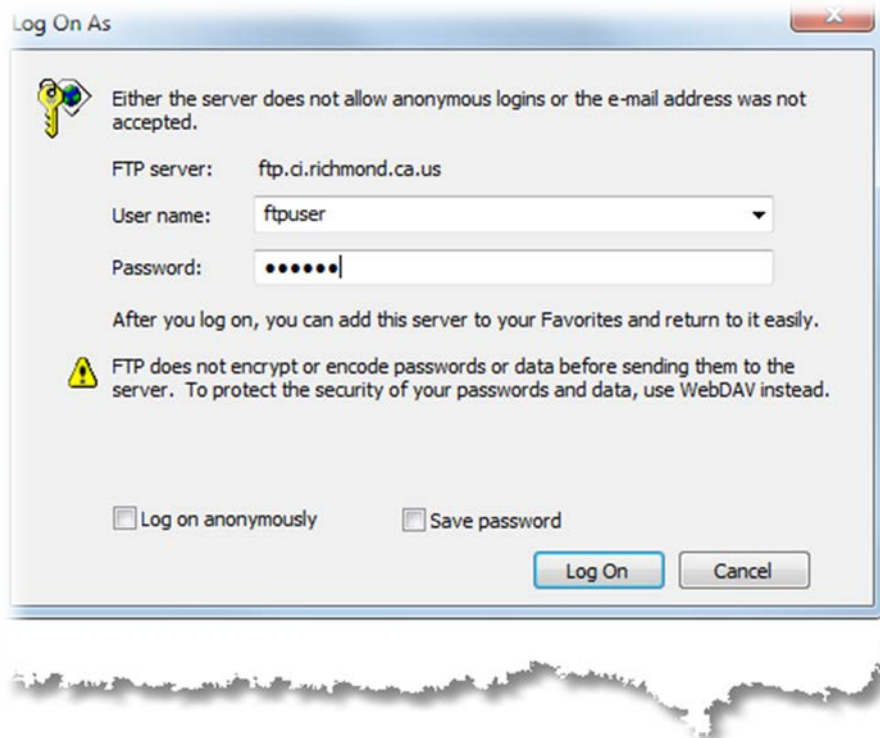 Log On As
Either the server does not allow anonymous logins or the e-mail address was not
accepted.
FTP server: ftp.ci.richmond.ca.us
User name: ftpuser
Password: ••••••
After you log on, you can add this server to your Favorites and return to it easily.
FTP does not encrypt or encode passwords or data before sending them to the
server. To protect the security of your passwords and data, use WebDAV instead.
Log on anonymously Save password
Log On Cancel